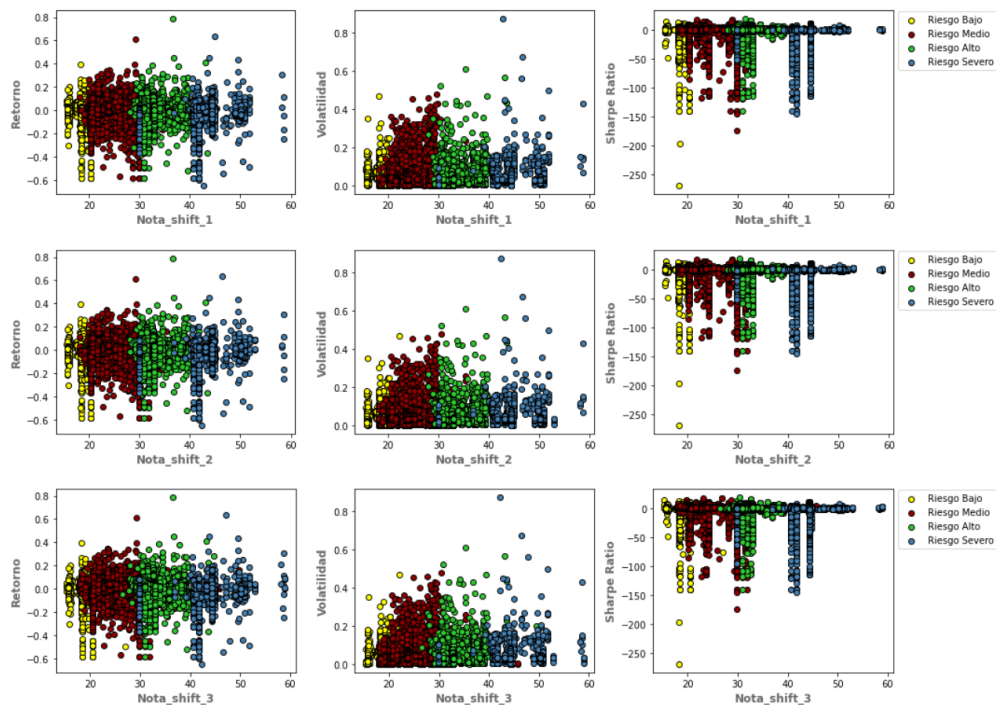 0.8
0.6
0.4
0.2
0.0
−0.2
−0.4
−0.6
Retorno
20 30 40 50 60
Nota_shift_1
0.8
0.6
0.4
0.2
0.0
Volatilidad
20 30 40 50 60
Nota_shift_1
0
−50
−100
−150
−200
−250
Sharpe Ratio
20 30 40 50 60
Nota_shift_1
Riesgo Bajo
Riesgo Medio
Riesgo Alto
Riesgo Severo
0.8
0.6
0.4
0.2
0.0
−0.2
−0.4
−0.6
Retorno
20 30 40 50 60
Nota_shift_2
0.8
0.6
0.4
0.2
0.0
Volatilidad
20 30 40 50 60
Nota_shift_2
0
−50
−100
−150
−200
−250
Sharpe Ratio
20 30 40 50 60
Nota_shift_2
Riesgo Bajo
Riesgo Medio
Riesgo Alto
Riesgo Severo
0.8
0.6
0.4
0.2
0.0
−0.2
−0.4
−0.6
Retorno
20 30 40 50 60
Nota_shift_3
0.8
0.6
0.4
0.2
0.0
Volatilidad
20 30 40 50 60
Nota_shift_3
0
−50
−100
−150
−200
−250
Sharpe Ratio
20 30 40 50 60
Nota_shift_3
Riesgo Bajo
Riesgo Medio
Riesgo Alto
Riesgo Severo